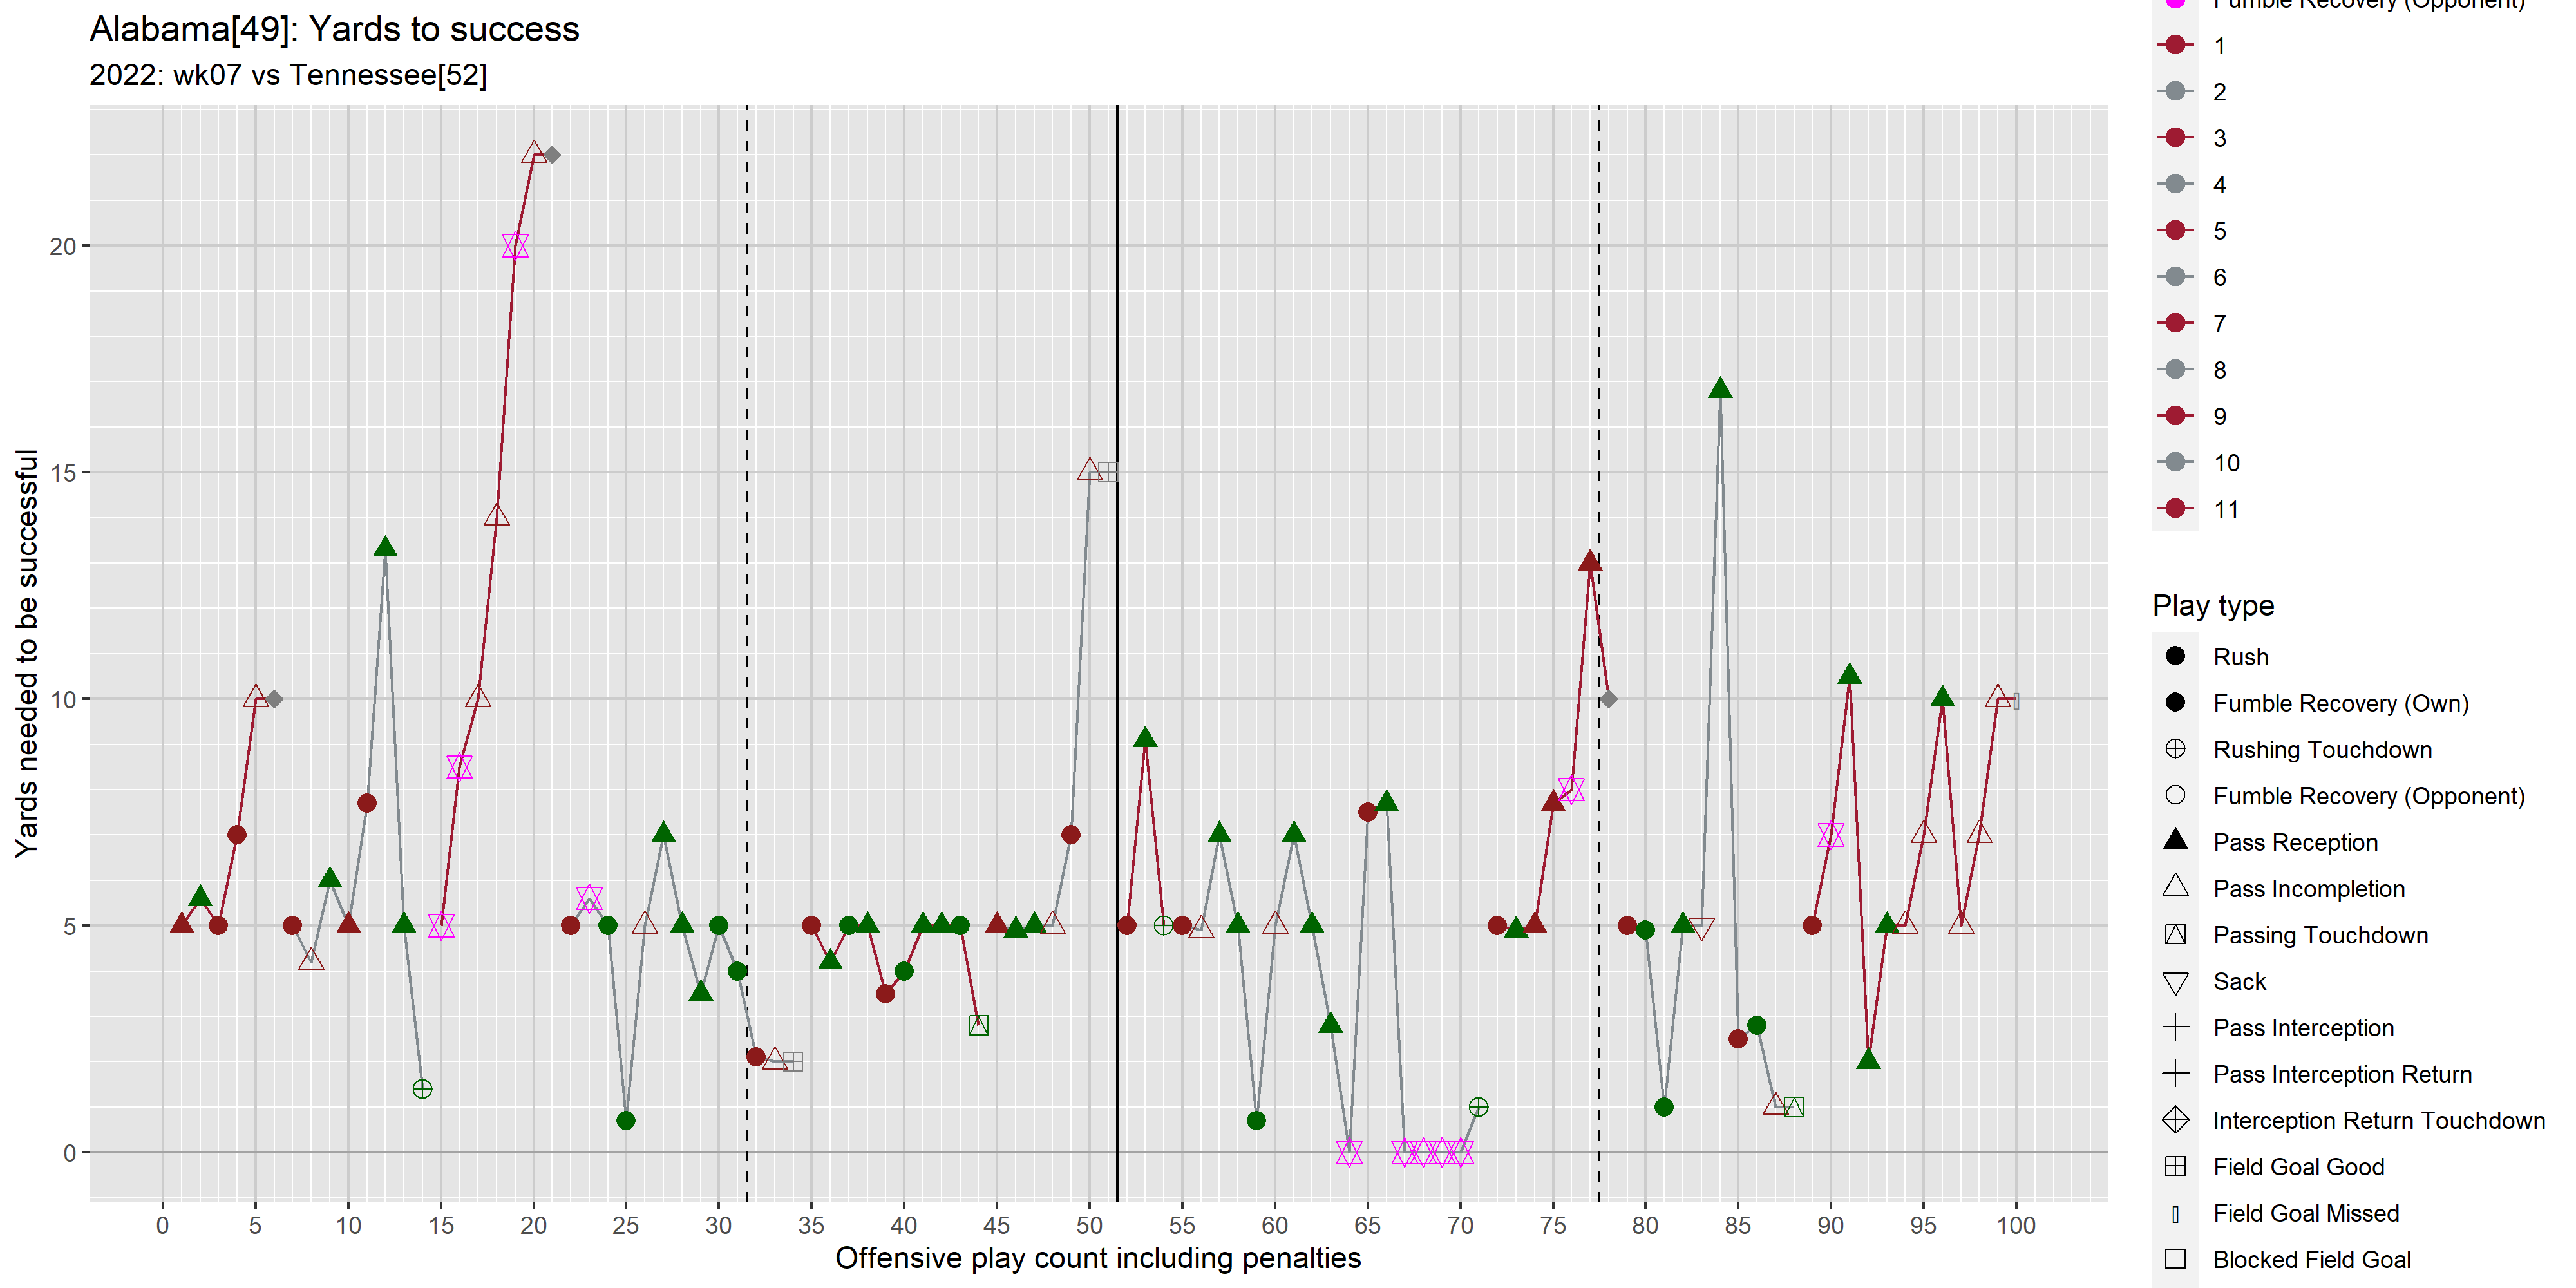 Alabama[49]: Yards to success
2022: wk07 vs Tennessee[52]
Yards needed to be successful
20
15
10
5
0
0 5 10 15 20 25 30 35 40 45 50 55 60 65 70 75 80 85 90 95 100
Offensive play count including penalties
Fumble Recovery (Opponent)
1
2
3
4
5
6
7
8
9
10
11
Play type
Rush
Fumble Recovery (Own)
Rushing Touchdown
Fumble Recovery (Opponent)
Pass Reception
Pass Incompletion
Passing Touchdown
Sack
Pass Interception
Pass Interception Return
Interception Return Touchdown
Field Goal Good
Field Goal Missed
Blocked Field Goal